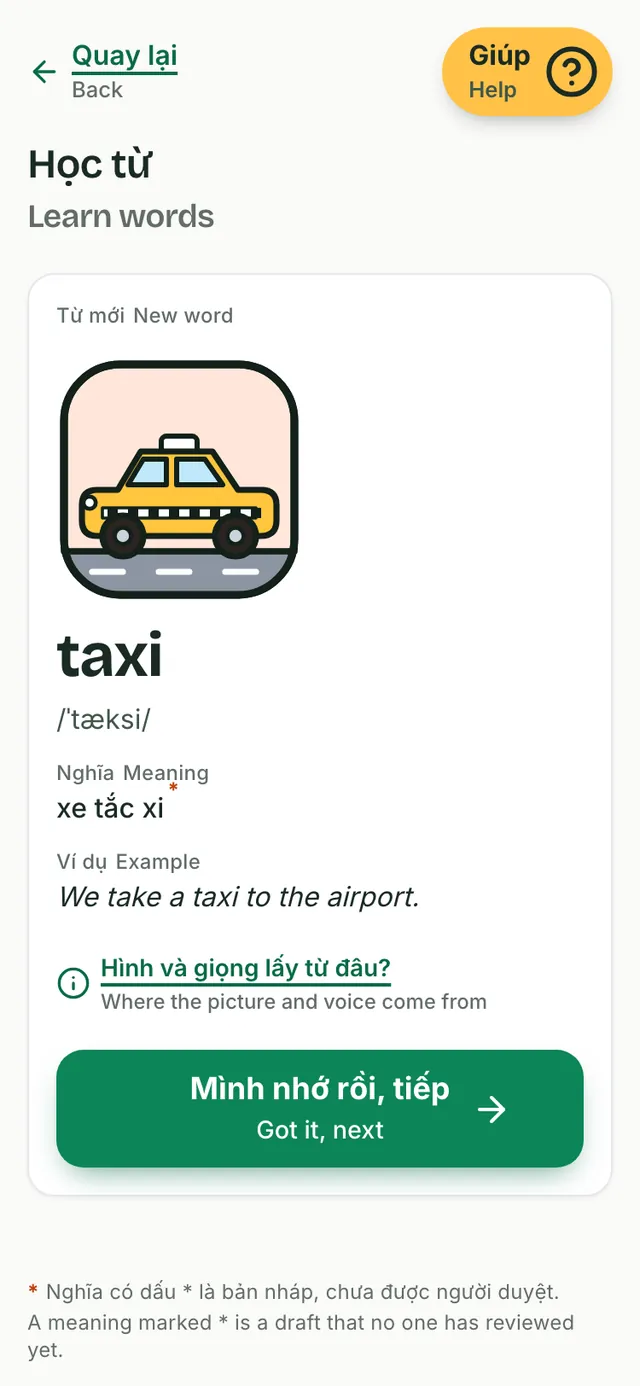 Quay lại
Back
Giúp
Help
?
Học từ
Learn words
Từ mới New word
taxi
/ˈtæksi/
Nghĩa Meaning
xe tắc xi *
Ví dụ Example
We take a taxi to the airport.
Hình và giọng lấy từ đâu?
Where the picture and voice come from
Mình nhớ rồi, tiếp
Got it, next
* Nghĩa có dấu * là bản nháp, chưa được người duyệt.
A meaning marked * is a draft that no one has reviewed
yet.